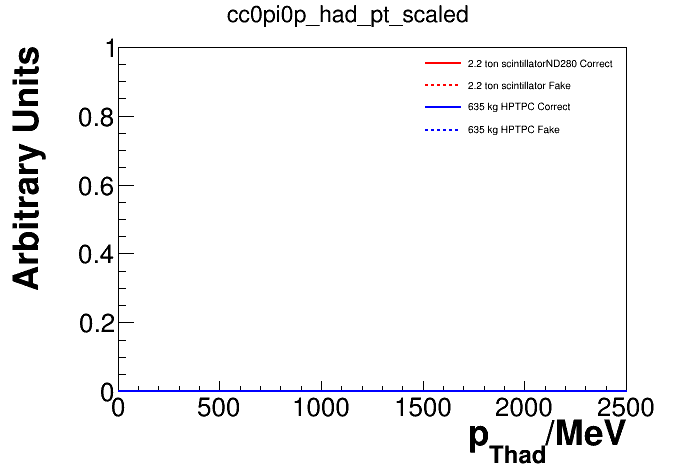 cc0pi0p_had_pt_scaled
Arbitrary Units
1
0.8
0.6
0.4
0.2
0
2.2 ton scintillatorND280 Correct
2.2 ton scintillator Fake
635 kg HPTPC Correct
635 kg HPTPC Fake
0 500 1000 1500 2000 2500
pThad/MeV